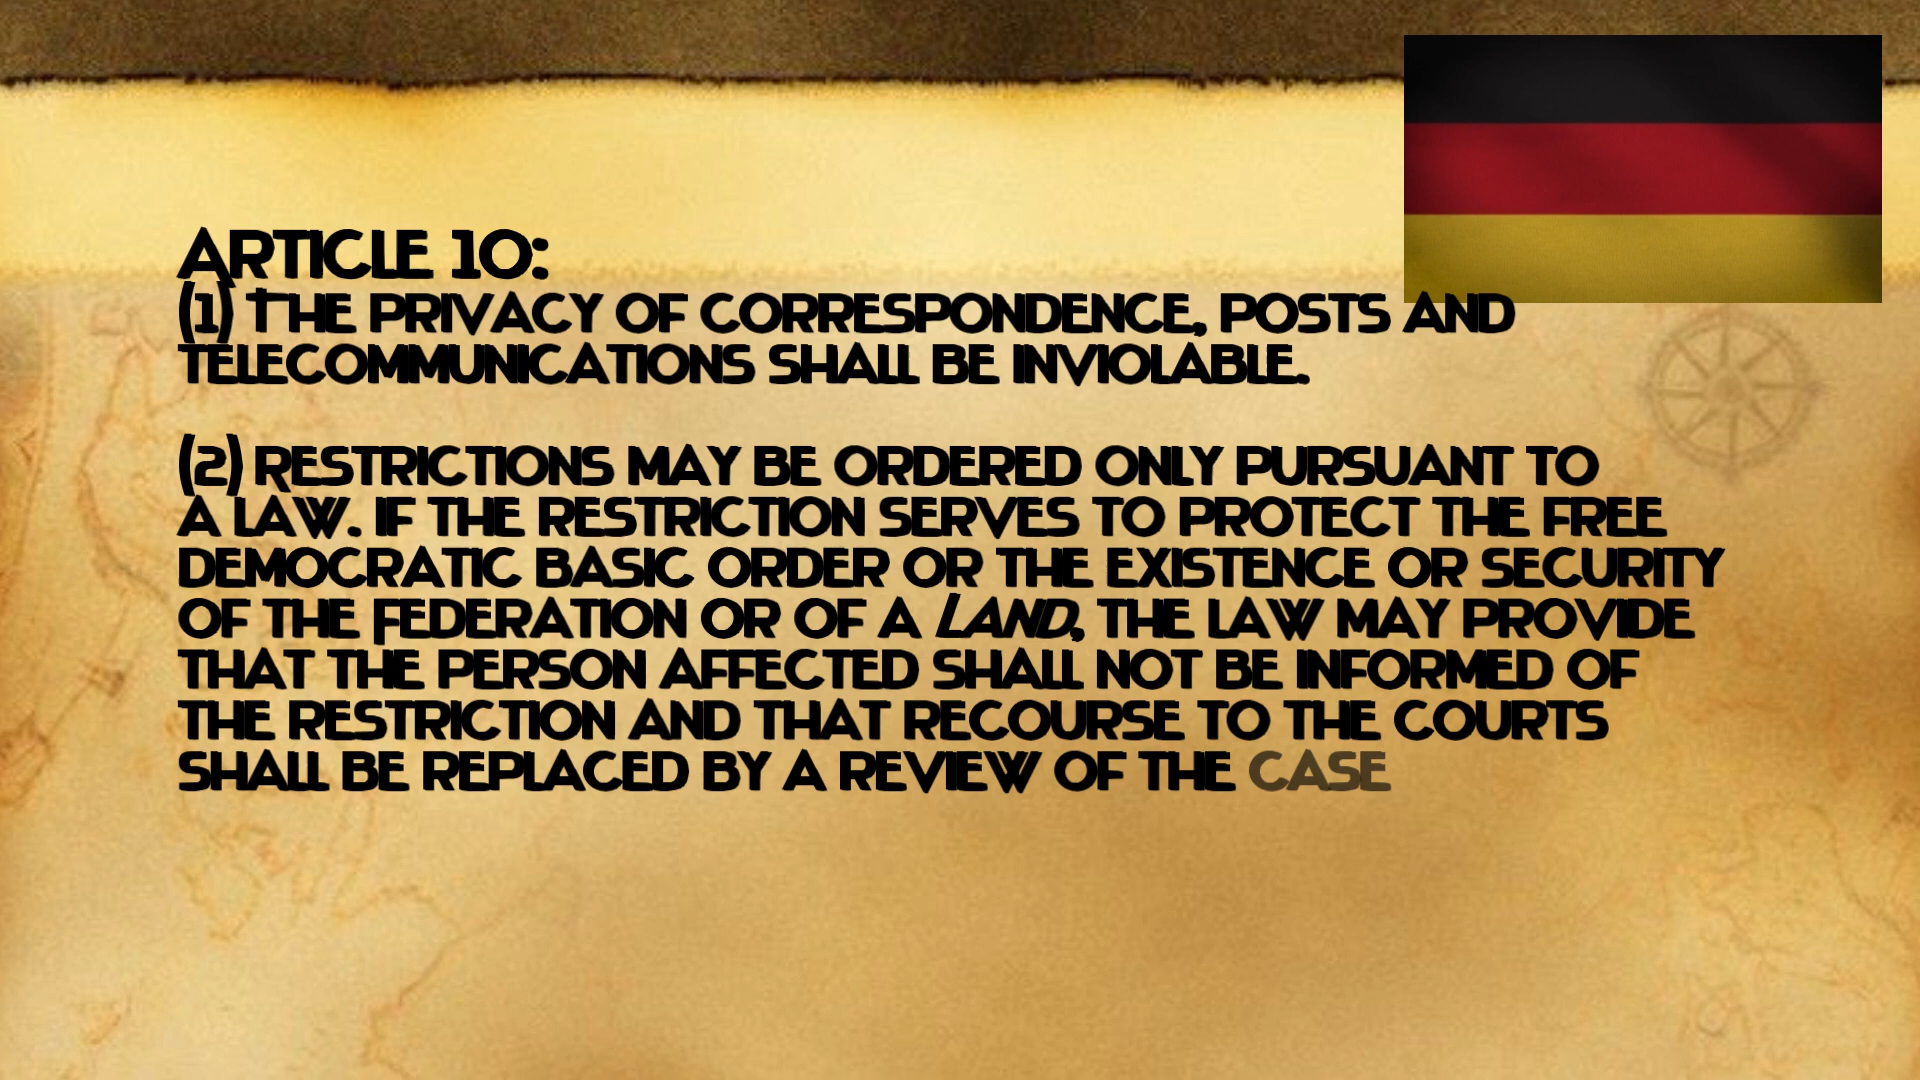 ARTICLE 10:
(1) THE PRIVACY OF CORRESPONDENCE, POSTS AND
TELECOMMUNICATIONS SHALL BE INVIOLABLE.
(2) RESTRICTIONS MAY BE ORDERED ONLY PURSUANT TO
A LAW. IF THE RESTRICTION SERVES TO PROTECT THE FREE
DEMOCRATIC BASIC ORDER OR THE EXISTENCE OR SECURITY
OF THE FEDERATION OR OF A LAND, THE LAW MAY PROVIDE
THAT THE PERSON AFFECTED SHALL NOT BE INFORMED OF
THE RESTRICTION AND THAT RECOURSE TO THE COURTS
SHALL BE REPLACED BY A REVIEW OF THE CASE